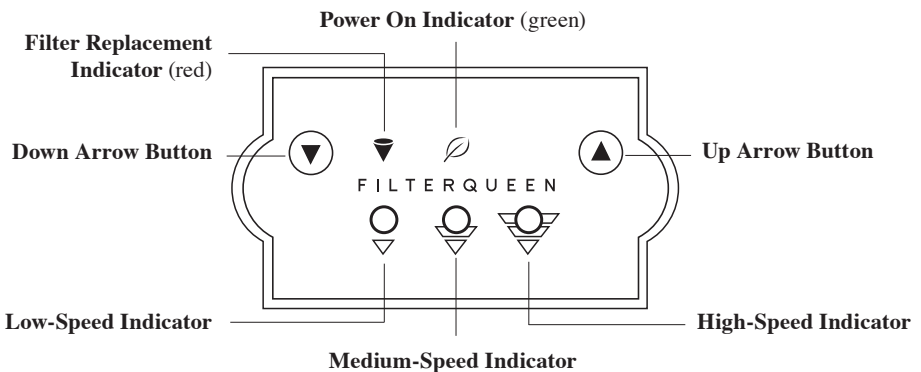 Power On Indicator (green)
Filter Replacement
Indicator (red)
Down Arrow Button
Up Arrow Button
FILTERQUEEN
Low-Speed Indicator
High-Speed Indicator
Medium-Speed Indicator